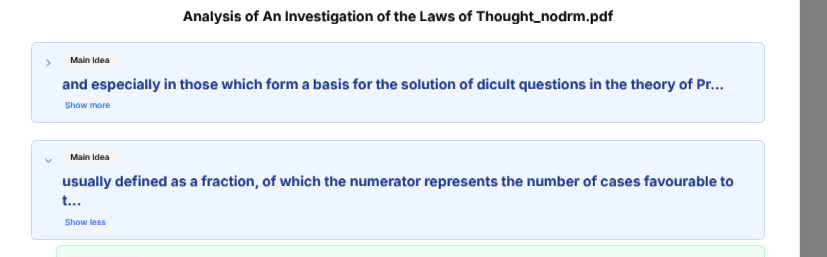 Analysis of An Investigation of the Laws of Thought_nodrm.pdf
Main Idea
and especially in those which form a basis for the solution of dicult questions in the theory of Pr...
Show more
Main Idea
usually defined as a fraction, of which the numerator represents the number of cases favourable to
t...
Show less